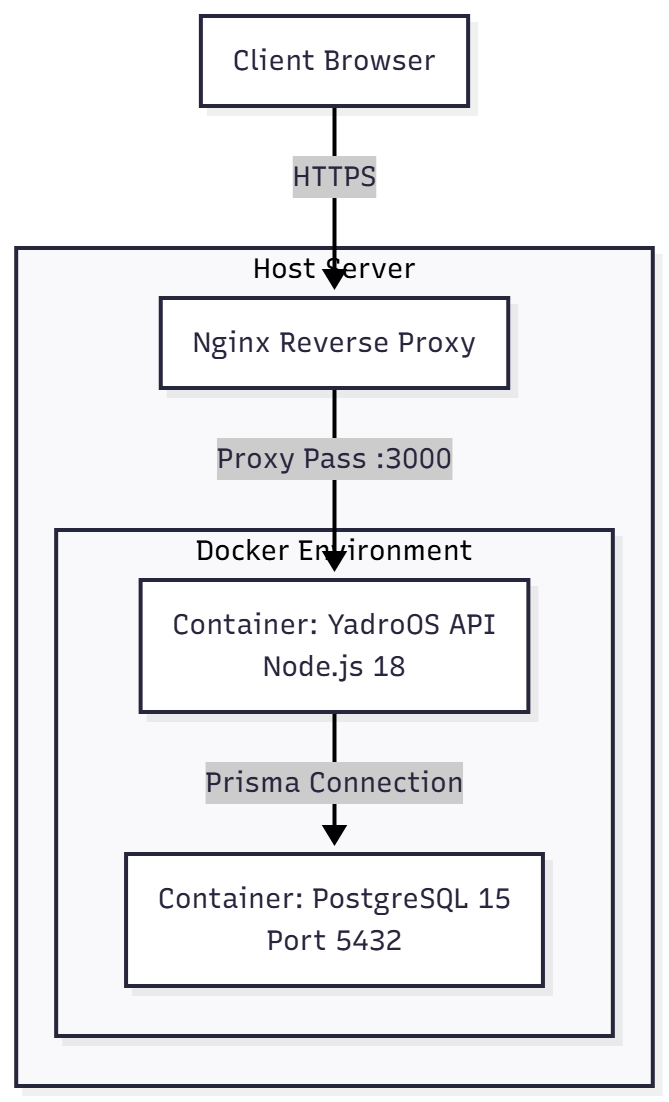 Client Browser
HTTPS
Host Server
Nginx Reverse Proxy
Proxy Pass :3000
Docker Environment
Container: YadroOS API
Node.js 18
Prisma Connection
Container: PostgreSQL 15
Port 5432